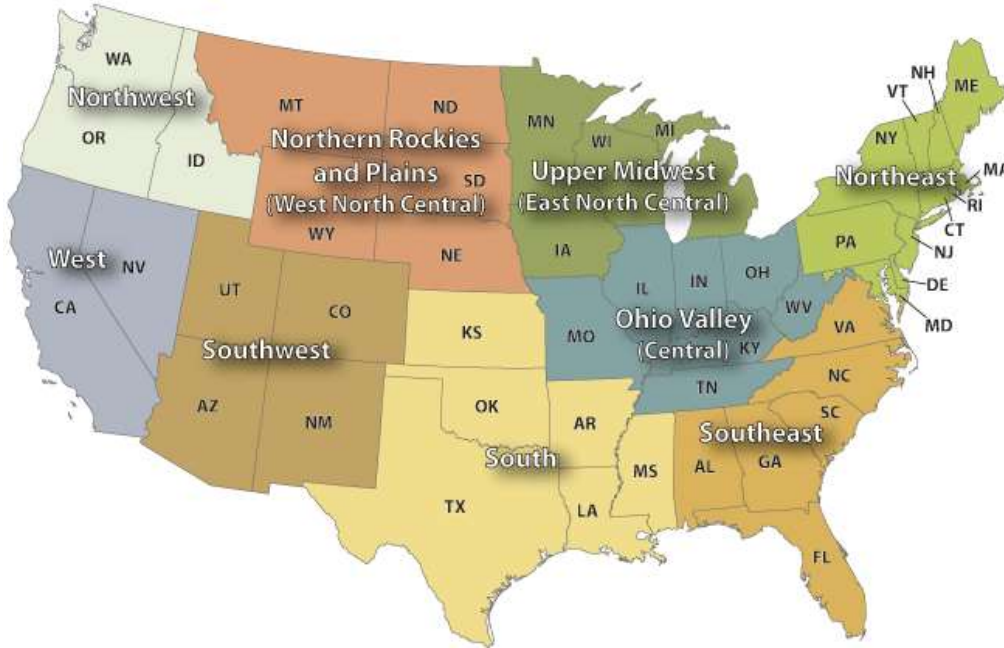 WA
Northwest
OR
ID
MT
ND
Northern Rockies
and Plains
(West North Central)
SD
WY
NE
MN
WI
MI
Upper Midwest
(East North Central)
IA
NH
VT
ME
NY
Northeast
MA
RI
CT
PA
NJ
DE
MD
West
NV
CA
UT
CO
Southwest
AZ
NM
KS
OK
AR
South
TX
LA
MS
IL
IN
OH
WV
MO
Ohio Valley
(Central)
KY
TN
VA
NC
SC
Southeast
AL
GA
FL